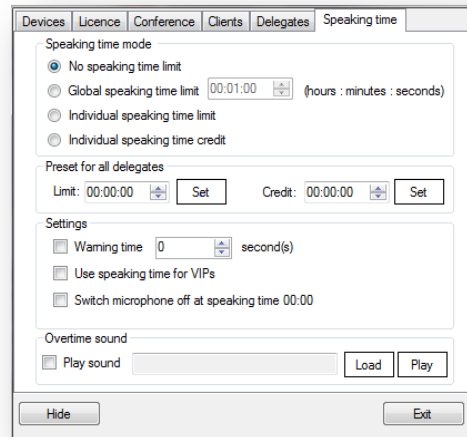 Devices Licence Conference Clients Delegates Speaking time
Speaking time mode
No speaking time limit
Global speaking time limit 00:01:00 (hours : minutes : seconds)
Individual speaking time limit
Individual speaking time credit
Preset for all delegates
Limit: 00:00:00 Set Credit: 00:00:00 Set
Settings
Warning time 0 second(s)
Use speaking time for VIPs
Switch microphone off at speaking time 00:00
Overtime sound
Play sound Load Play
Hide Exit